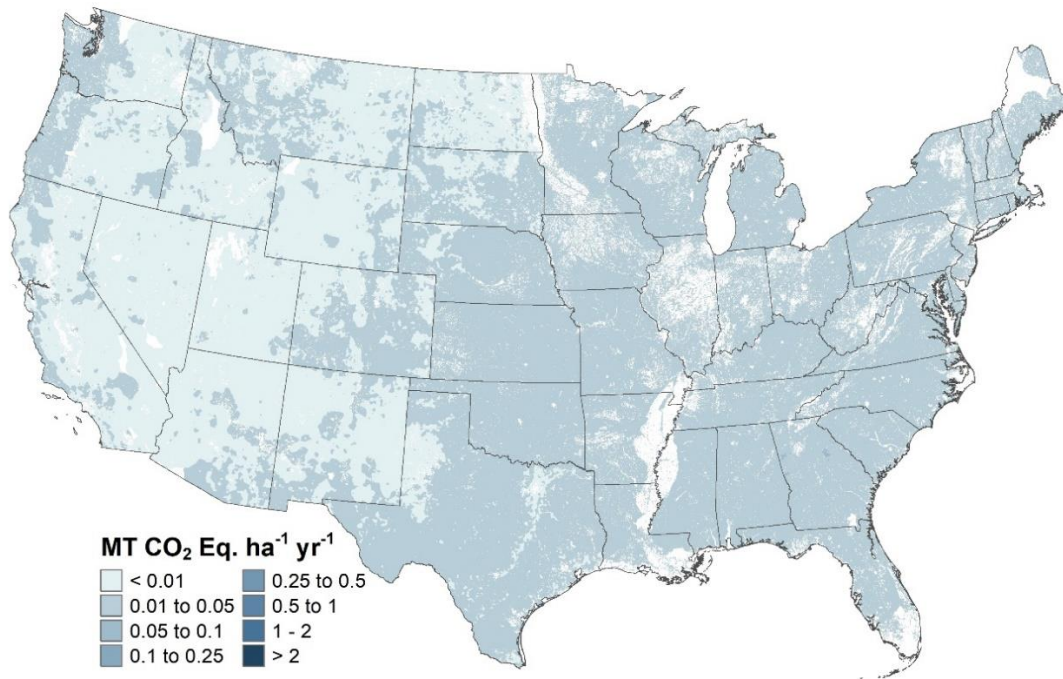 MT CO₂ Eq. ha⁻¹ yr⁻¹
< 0.01
0.01 to 0.05
0.05 to 0.1
0.1 to 0.25
0.25 to 0.5
0.5 to 1
1 - 2
> 2